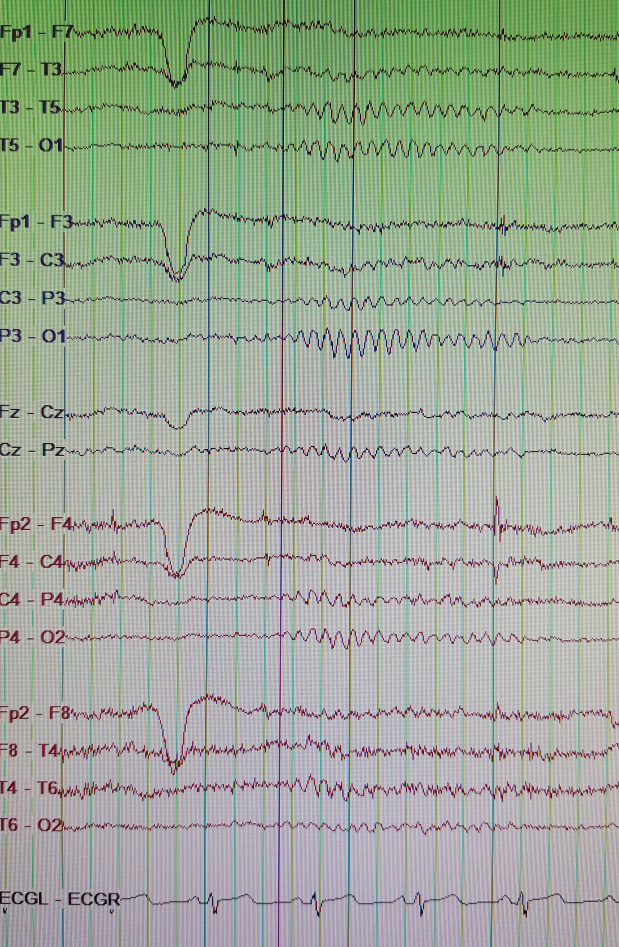 Fp1 - F7
F7 - T3
T3 - T5
T5 - O1
Fp1 - F3
F3 - C3
C3 - P3
P3 - O1
Fz - Cz
Cz - Pz
Fp2 - F4
F4 - C4
C4 - P4
P4 - O2
Fp2 - F8
F8 - T4
T4 - T6
T6 - O2
ECGL - ECGR